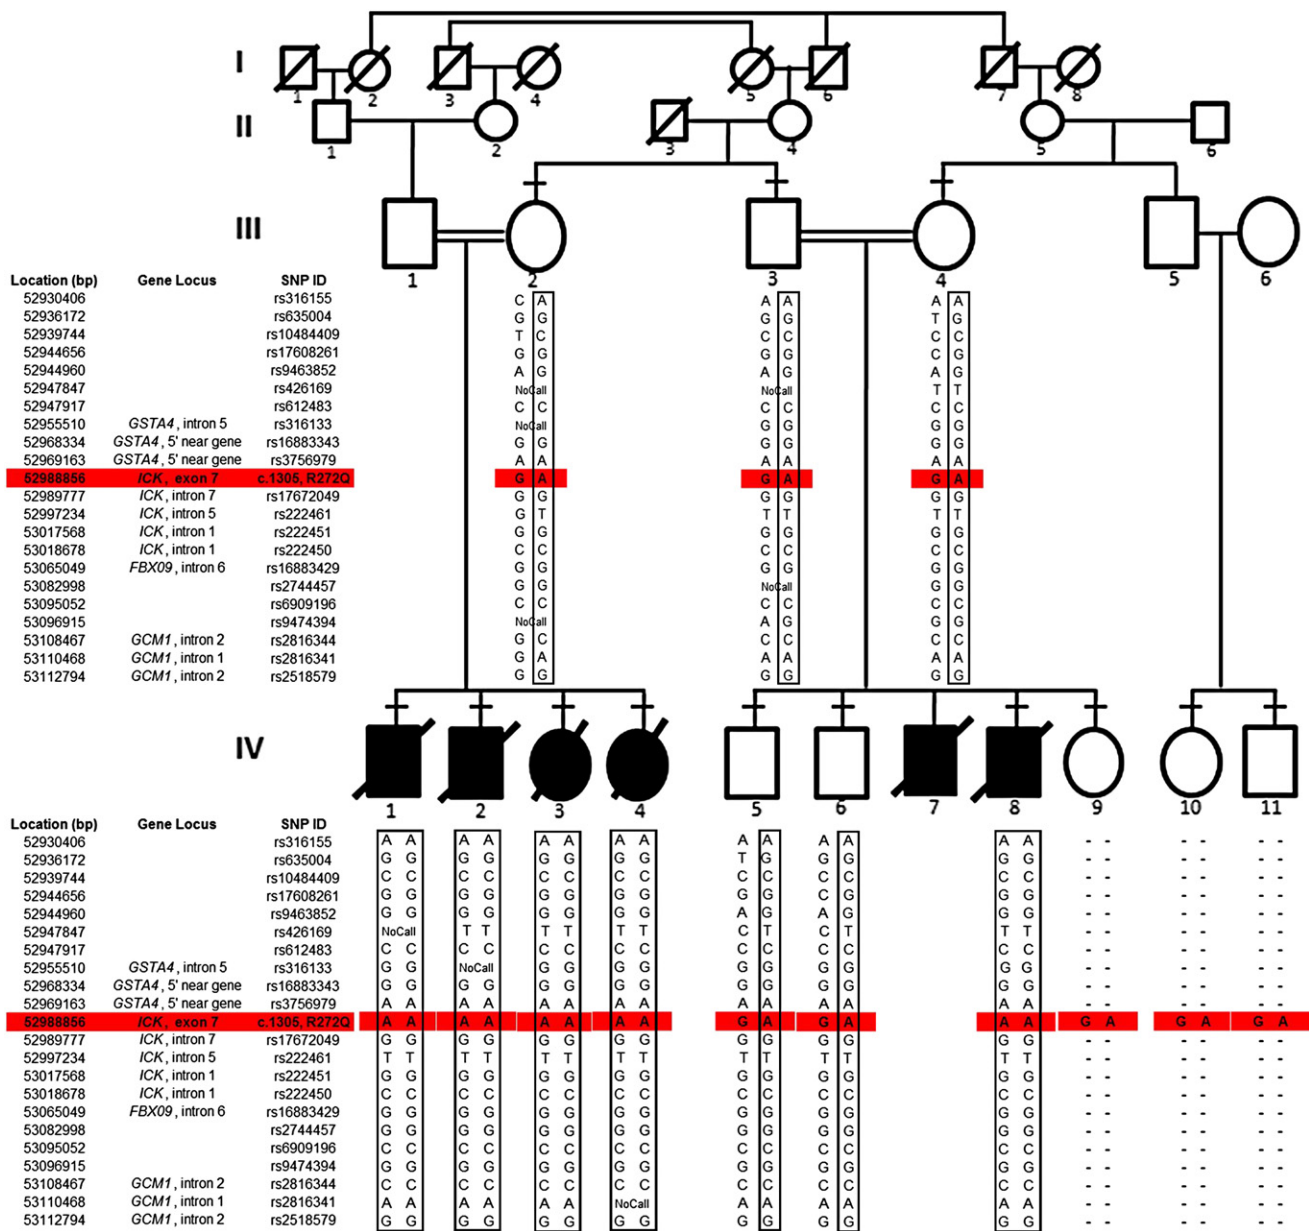 I
1 2 3 4 5 6 7 8
II
1 2 3 4 5 6
III
1 2 3 4 5 6
Location (bp) Gene Locus SNP ID
52930406 rs316155 C A A A A A
52936172 rs635004 G G G G T G
52939744 rs10484409 T C C C C C
52944656 rs17608261 G G G G C G
52944960 rs9463852 A G A G A G
52947847 rs426169 NoCall NoCall T T
52947917 rs612483 C C C C C C
52955510 GSTA4, intron 5 rs316133 NoCall G G G G
52968334 GSTA4, 5' near gene rs16883343 G G G G G G
52969163 GSTA4, 5' near gene rs3756979 A A A A A A
52988856 ICK, exon 7 c.1305, R272Q G A G A G A
52989777 ICK, intron 7 rs17672049 G G G G G G
52997234 ICK, intron 5 rs222461 G T T T T T
53017568 ICK, intron 1 rs222451 G G G G G G
53018678 ICK, intron 1 rs222450 C C C C C C
53065049 FBX09, intron 6 rs16883429 G G G G G G
53082998 rs2744457 G G NoCall G G
53095052 rs6909196 C C C C C C
53096915 rs9474394 NoCall A G G G
53108467 GCM1, intron 2 rs2816344 G C C C C C
53110468 GCM1, intron 1 rs2816341 G A A A A A
53112794 GCM1, intron 2 rs2518579 G G G G G G
IV
1 2 3 4 5 6 7 8 9 10 11
Location (bp) Gene Locus SNP ID
52930406 rs316155 A A A A A A A A A A A A A A - - - - - -
52936172 rs635004 G G G G G G G G T G G G G G - - - - - -
52939744 rs10484409 C C C C C C C C C C C C C C - - - - - -
52944656 rs17608261 G G G G G G G G G G C G G G - - - - - -
52944960 rs9463852 G G G G G G G G A G A G G G - - - - - -
52947847 rs426169 NoCall T T T T T T C T C T T T - - - - - -
52947917 rs612483 C C C C C C C C C C C C C C - - - - - -
52955510 GSTA4, intron 5 rs316133 G G NoCall G G G G G G G G G G - - - - - -
52968334 GSTA4, 5' near gene rs16883343 G G G G G G G G G G G G G G - - - - - -
52969163 GSTA4, 5' near gene rs3756979 A A A A A A A A A A A A A A - - - - - -
52988856 ICK, exon 7 c.1305, R272Q A A A A A A A A G A G A A A G A G A G A
52989777 ICK, intron 7 rs17672049 G G G G G G G G G G G G G G - - - - - -
52997234 ICK, intron 5 rs222461 T T T T T T T T T T T T T T - - - - - -
53017568 ICK, intron 1 rs222451 G G G G G G G G G G G G G G - - - - - -
53018678 ICK, intron 1 rs222450 C C C C C C C C C C C C C C - - - - - -
53065049 FBX09, intron 6 rs16883429 G G G G G G G G G G G G G G - - - - - -
53082998 rs2744457 G G G G G G G G G G G G G G - - - - - -
53095052 rs6909196 C C C C C C C C C C C C C C - - - - - -
53096915 rs9474394 G G G G G G G G A G G G G G - - - - - -
53108467 GCM1, intron 2 rs2816344 C C C C C C C C C C C C C C - - - - - -
53110468 GCM1, intron 1 rs2816341 A A A A A A NoCall A A A A A A - - - - - -
53112794 GCM1, intron 2 rs2518579 G G G G G G G G G G G G G G - - - - - -